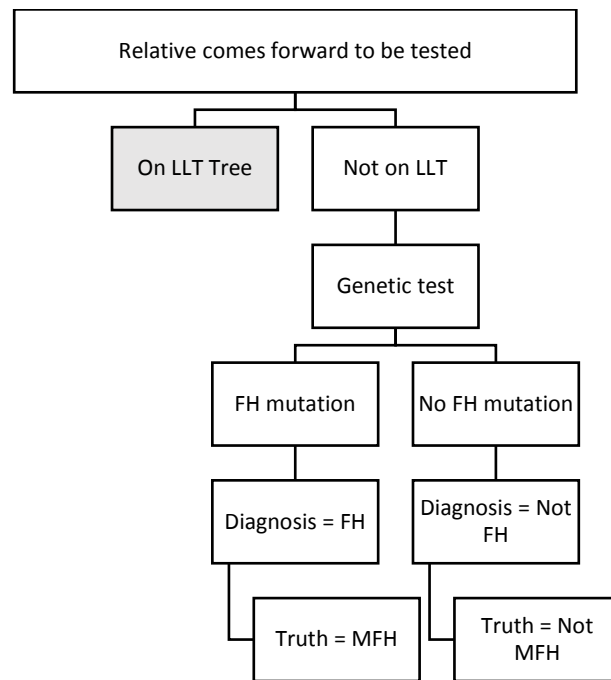 Relative comes forward to be tested
On LLT Tree
Not on LLT
Genetic test
FH mutation
No FH mutation
Diagnosis = FH
Diagnosis = Not
FH
Truth = MFH
Truth = Not
MFH